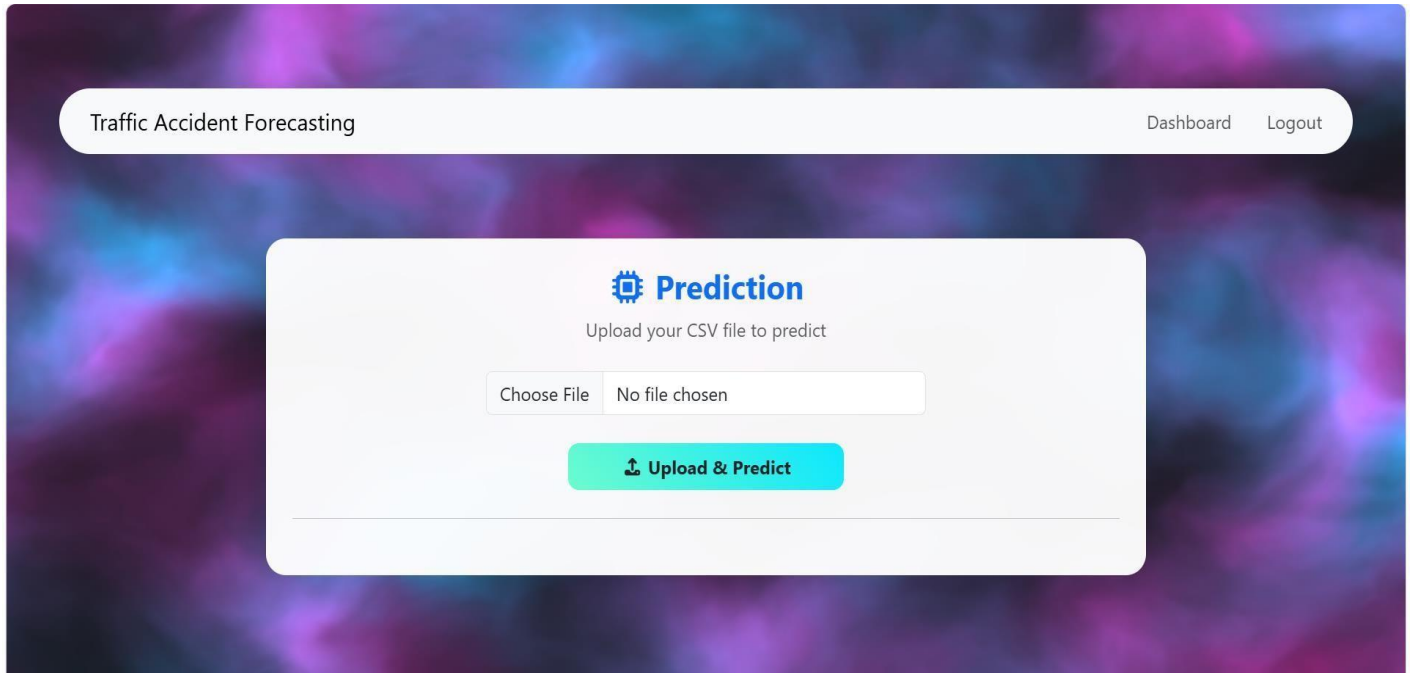 Traffic Accident Forecasting
Dashboard
Logout
Prediction
Upload your CSV file to predict
Choose File
No file chosen
Upload & Predict